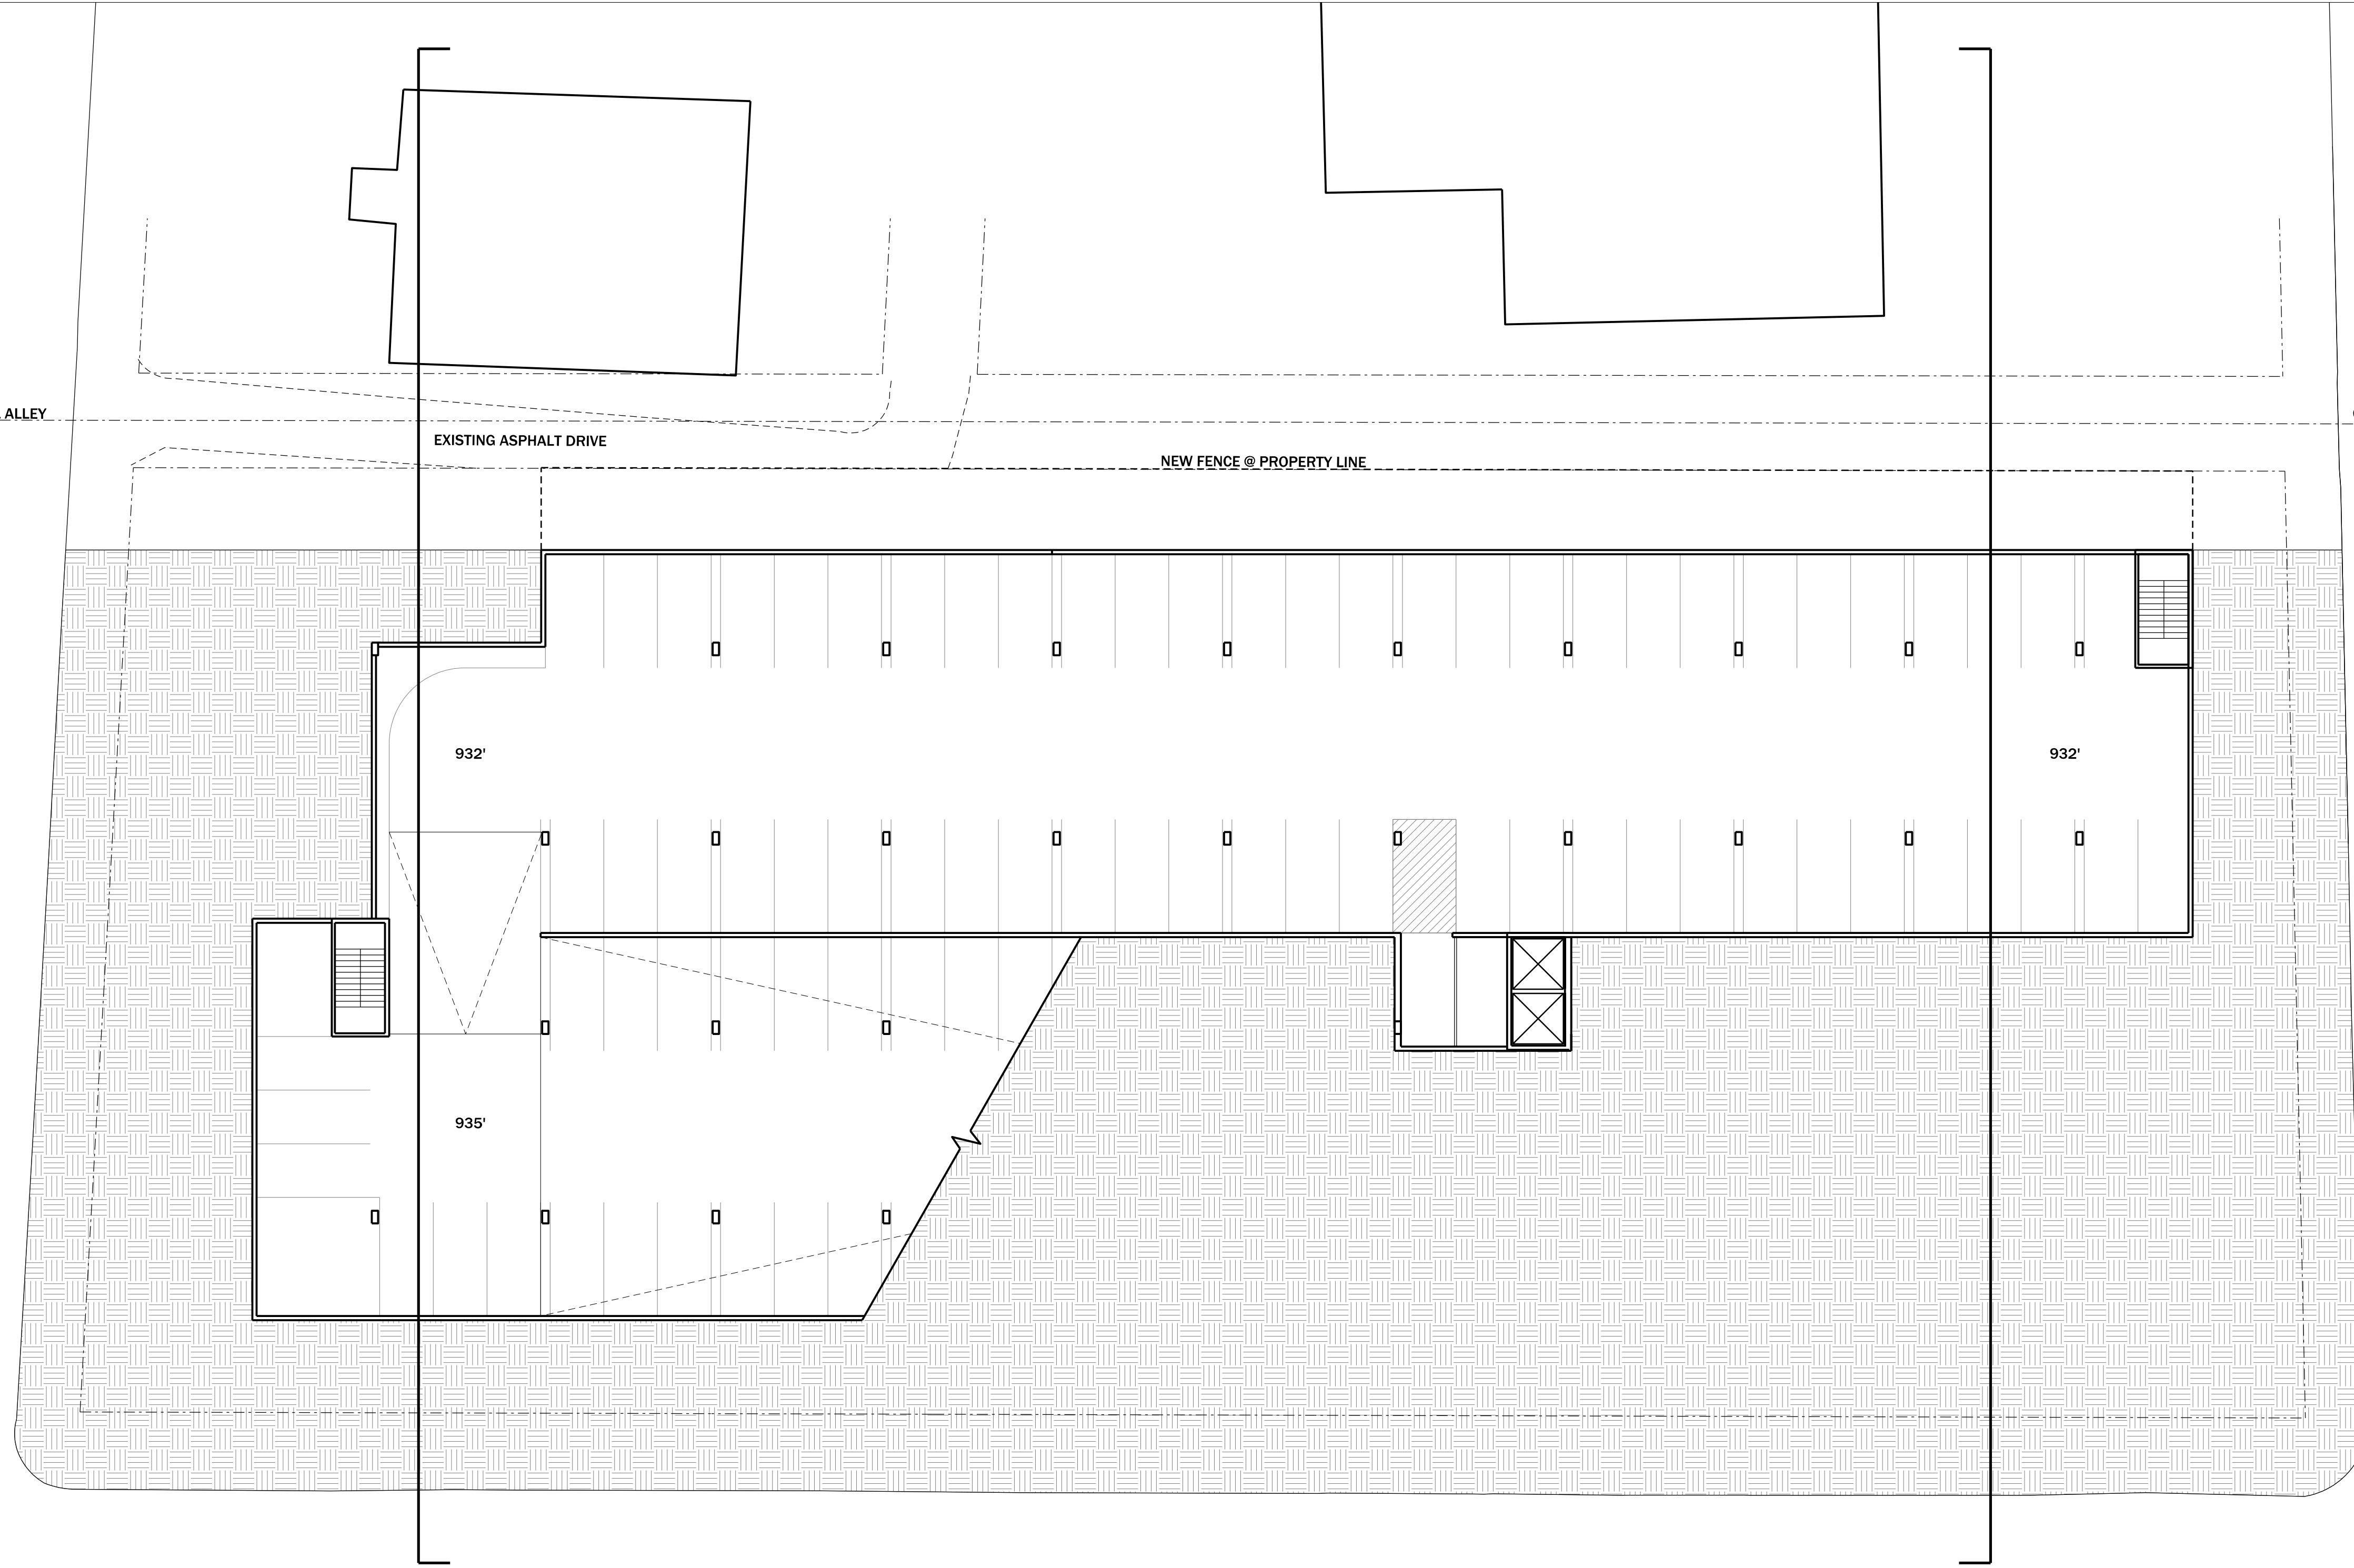 ALLEY
EXISTING ASPHALT DRIVE
NEW FENCE @ PROPERTY LINE
932'
932'
935'